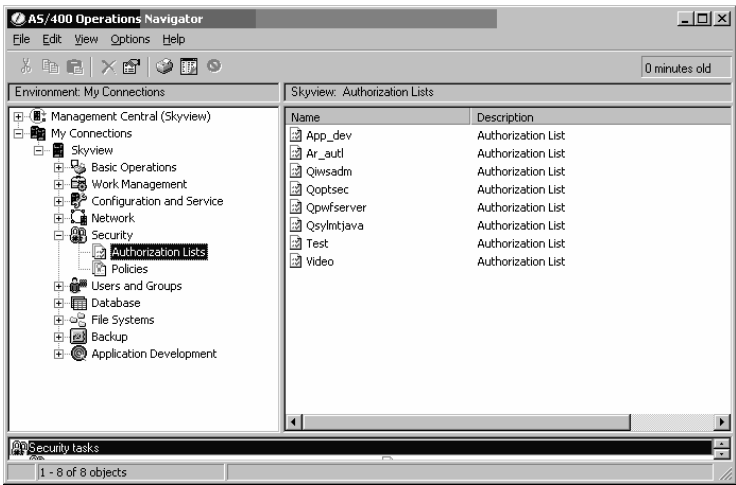 AS/400 Operations Navigator
File Edit View Options Help
0 minutes old
Environment: My Connections
Skyview: Authorization Lists
Management Central (Skyview)
My Connections
Skyview
Basic Operations
Work Management
Configuration and Service
Network
Security
Authorization Lists
Policies
Users and Groups
Database
File Systems
Backup
Application Development
Name Description
App_dev Authorization List
Ar_autl Authorization List
Qiwsadm Authorization List
Qoptsec Authorization List
Qpwfserver Authorization List
Qsylmtjava Authorization List
Test Authorization List
Video Authorization List
Security tasks
1 - 8 of 8 objects